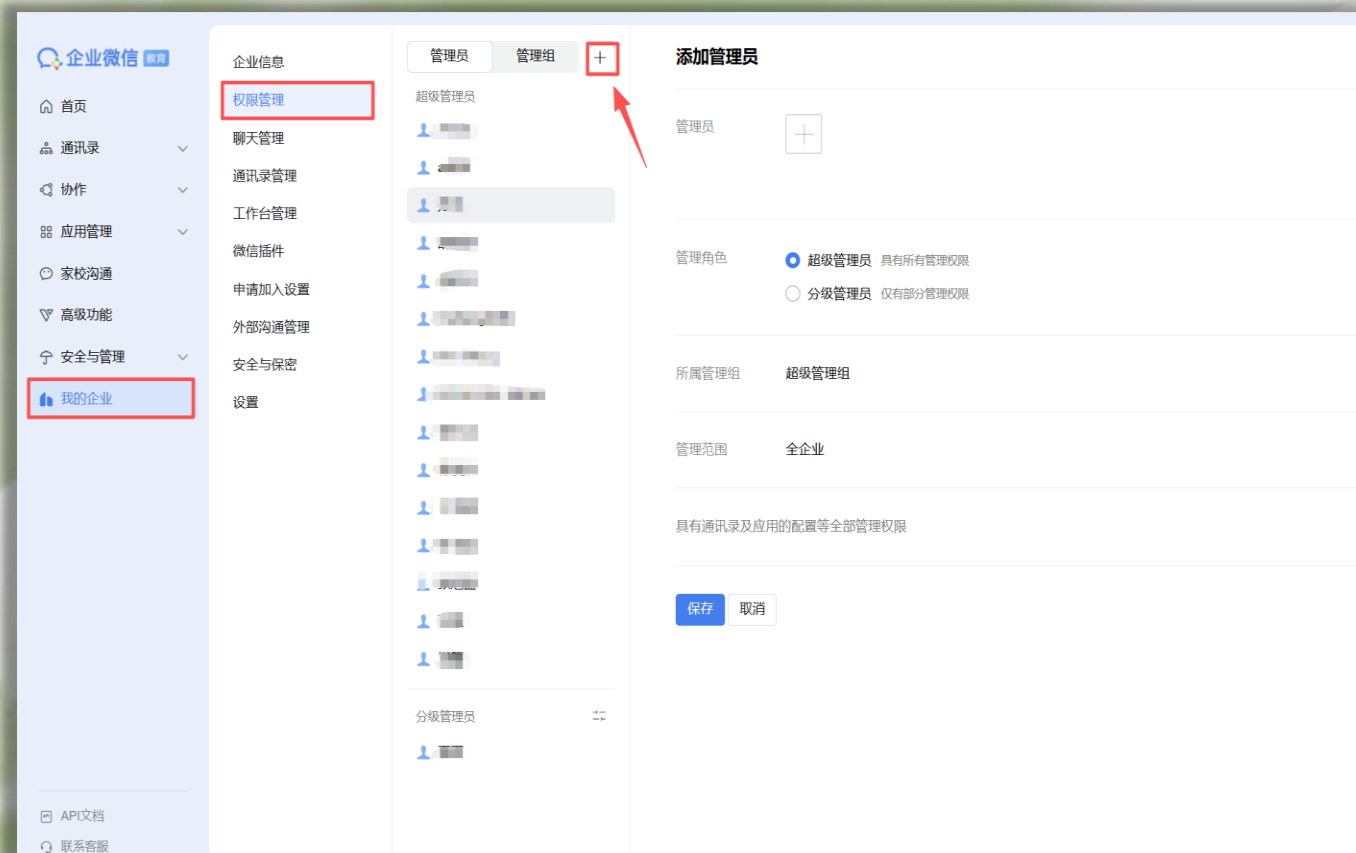 企业微信 教育
首页
通讯录
协作
应用管理
家校沟通
高级功能
安全与管理
我的企业
API文档
联系客服
企业信息
权限管理
聊天管理
通讯录管理
工作台管理
微信插件
申请加入设置
外部沟通管理
安全与保密
设置
管理员 管理组
超级管理员
分级管理员
添加管理员
管理员
管理角色 超级管理员 具有所有管理权限
分级管理员 仅有部分管理权限
所属管理组 超级管理组
管理范围 全企业
具有通讯录及应用的配置等全部管理权限
保存 取消